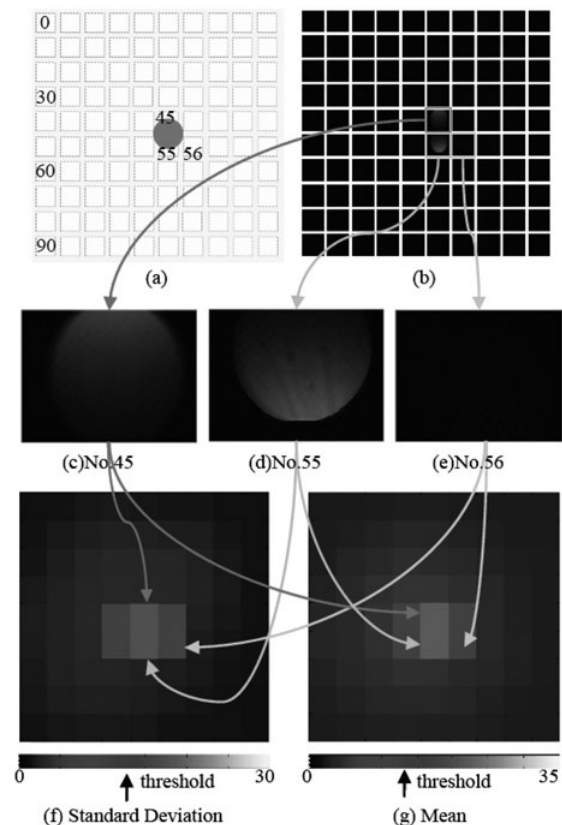 0
30
45
55 56
60
90
(a)
(b)
(c)No.45
(d)No.55
(e)No.56
0
30
threshold
0
35
threshold
(f) Standard Deviation
(g) Mean